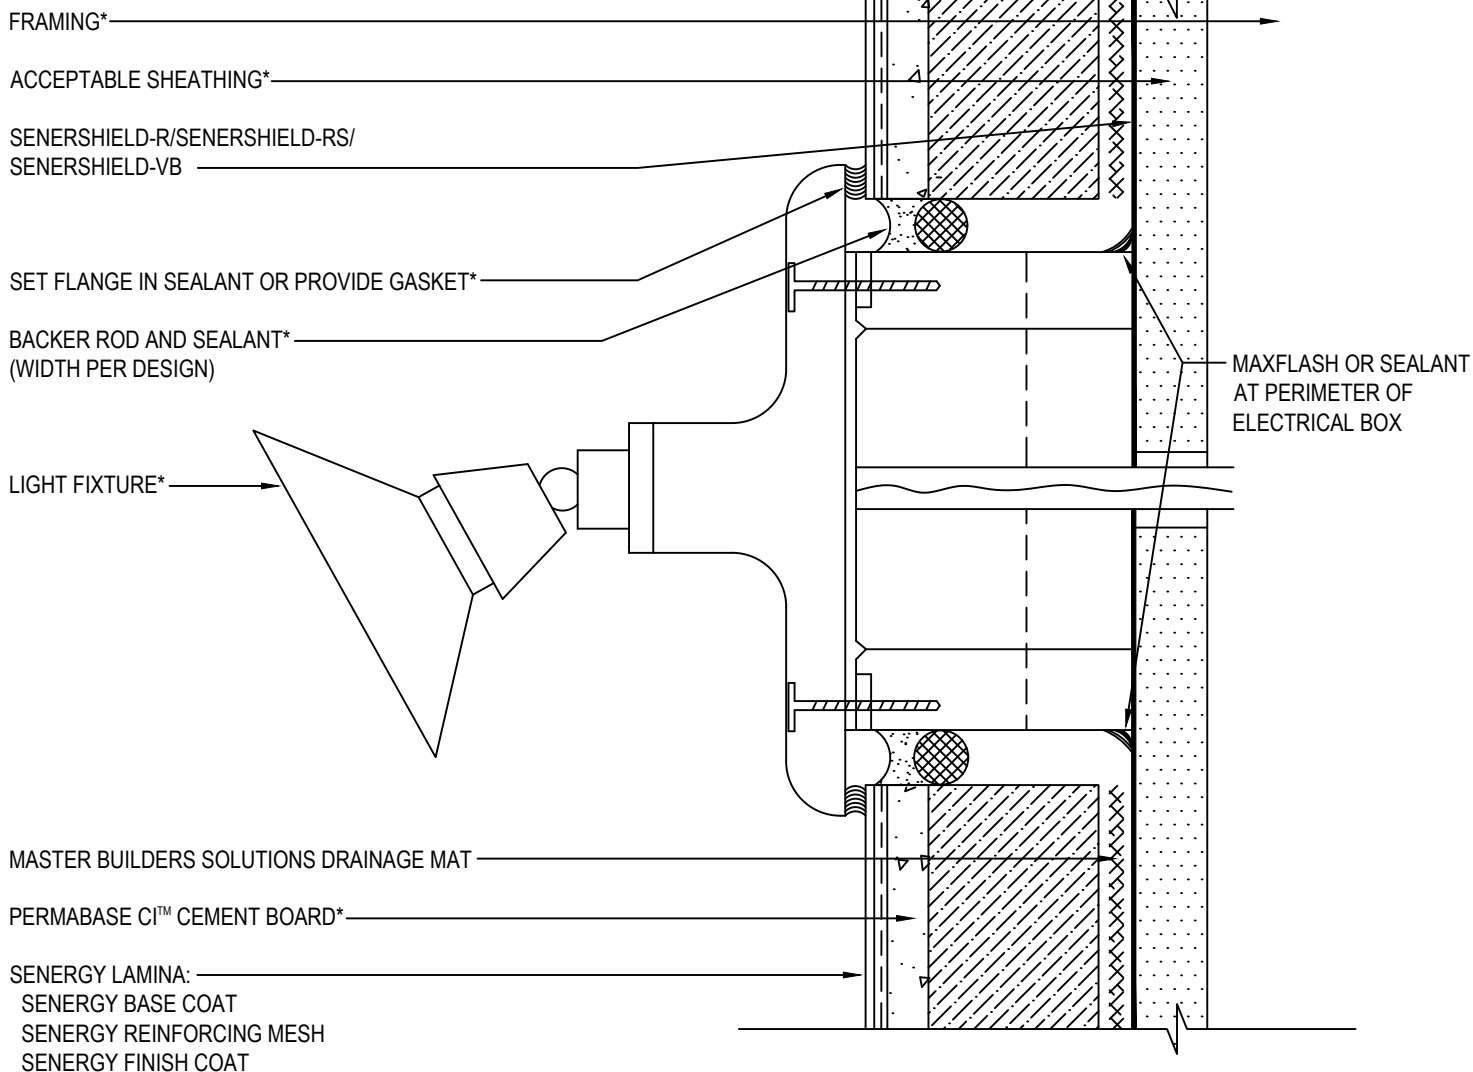 FRAMING*
ACCEPTABLE SHEATHING*
SENERSHIELD-R/SENERSHIELD-RS/
SENERSHIELD-VB
SET FLANGE IN SEALANT OR PROVIDE GASKET*
BACKER ROD AND SEALANT*
(WIDTH PER DESIGN)
MAXFLASH OR SEALANT
AT PERIMETER OF
ELECTRICAL BOX
LIGHT FIXTURE*
MASTER BUILDERS SOLUTIONS DRAINAGE MAT
PERMABASE CI™ CEMENT BOARD*
SENERGY LAMINA:
SENERGY BASE COAT
SENERGY REINFORCING MESH
SENERGY FINISH COAT